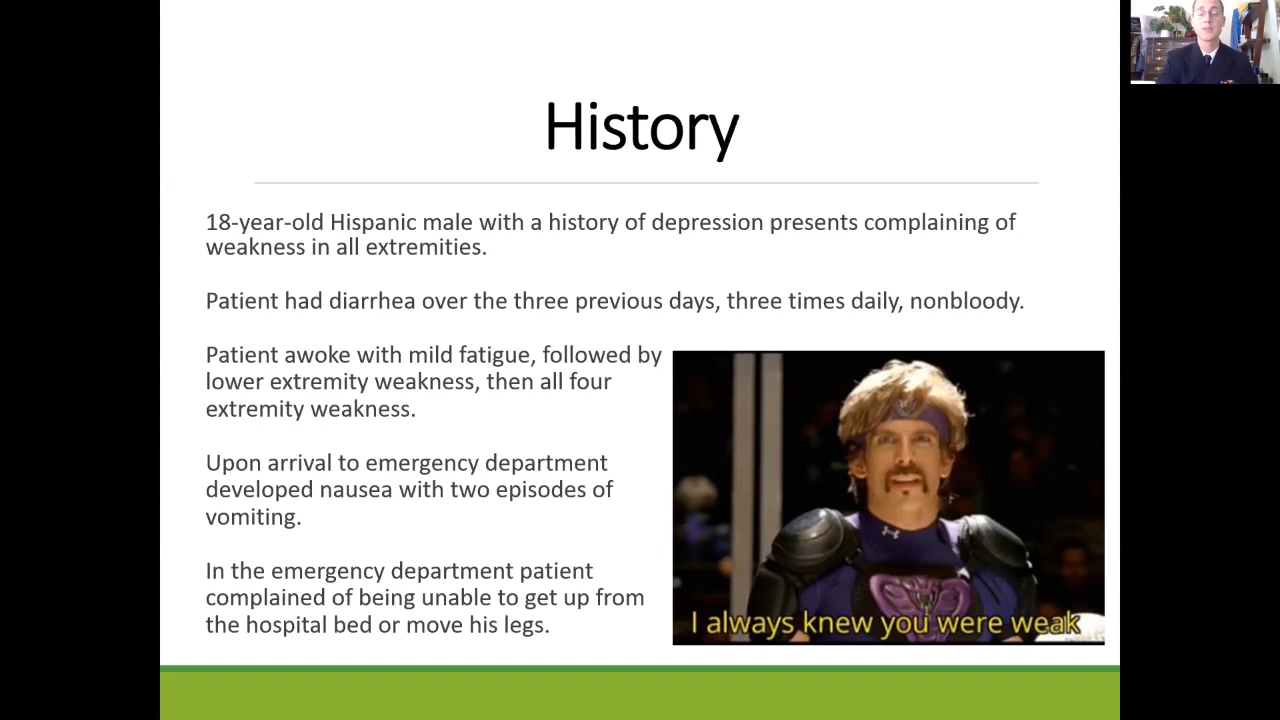 History
18-year-old Hispanic male with a history of depression presents complaining of
weakness in all extremities.
Patient had diarrhea over the three previous days, three times daily, nonbloody.
Patient awoke with mild fatigue, followed by
lower extremity weakness, then all four
extremity weakness.
Upon arrival to emergency department
developed nausea with two episodes of
vomiting.
In the emergency department patient
complained of being unable to get up from
the hospital bed or move his legs.
I always knew you were weak